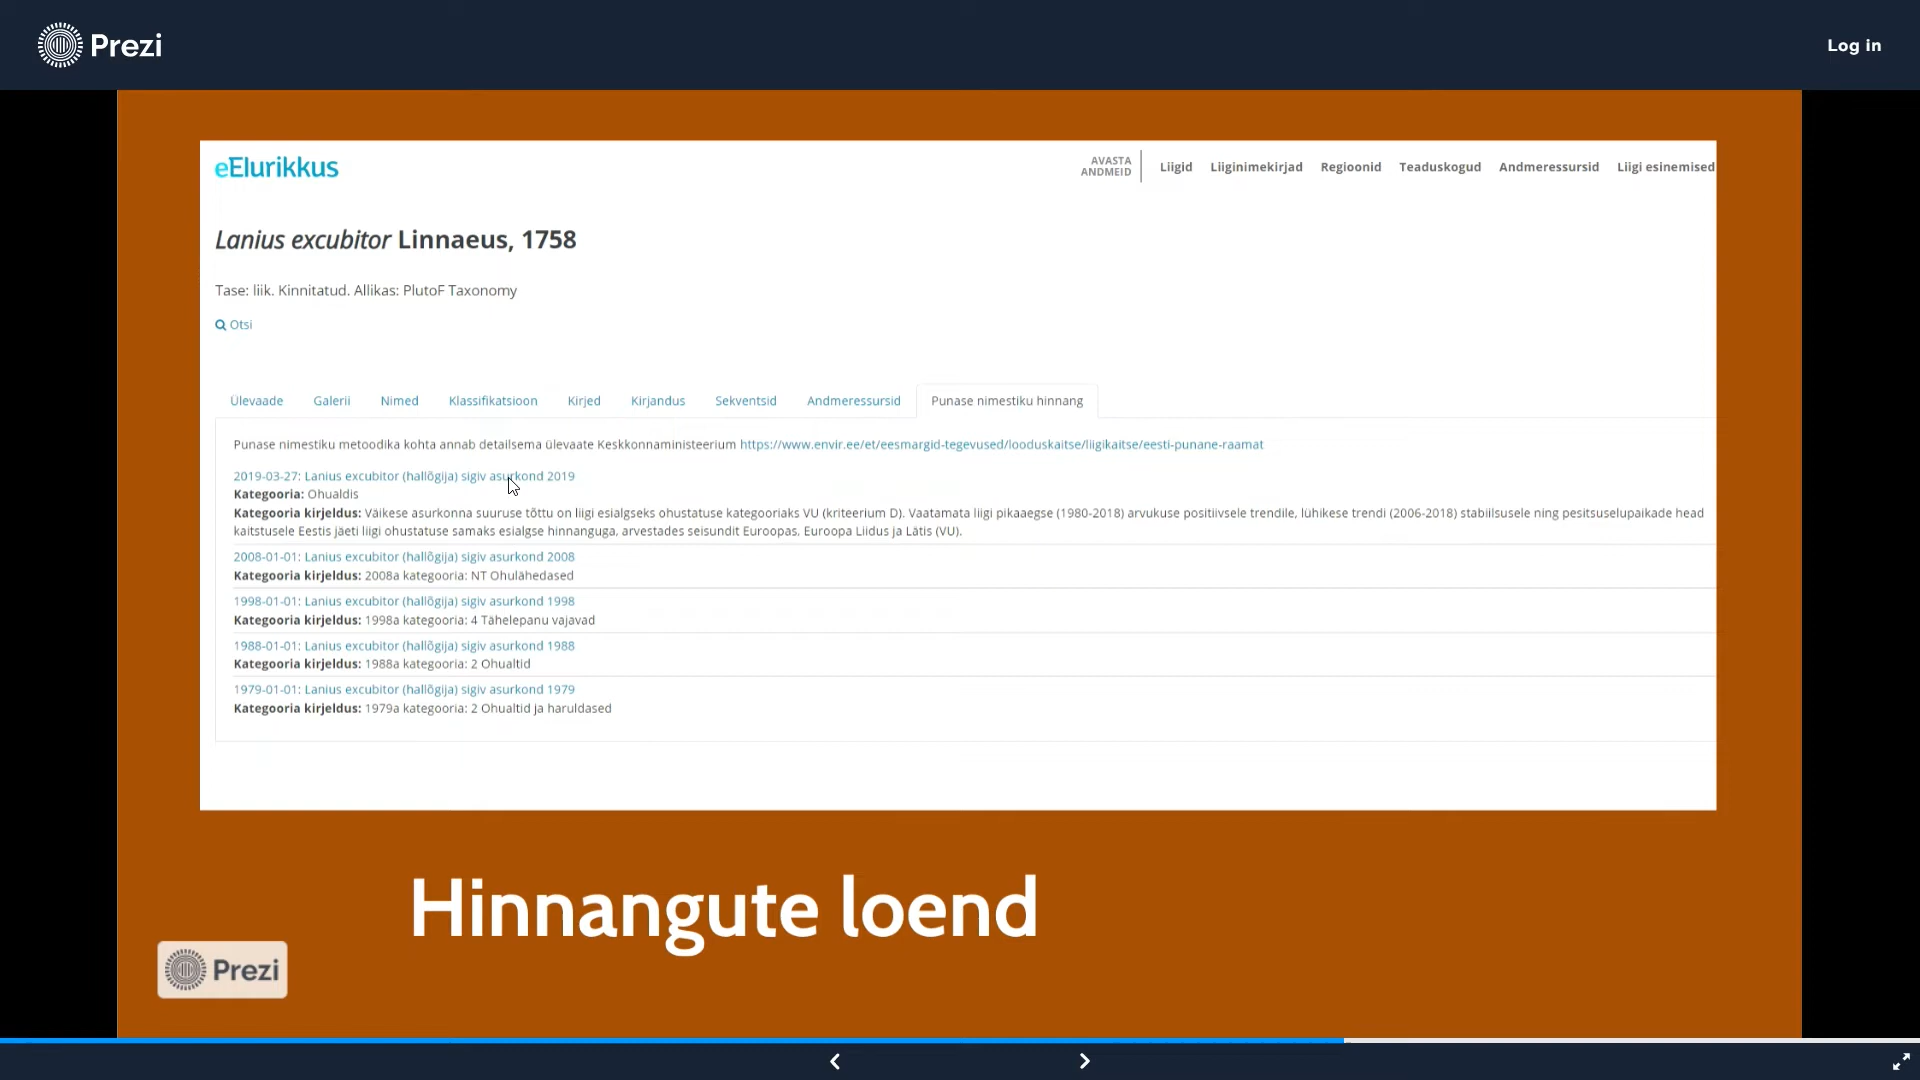 Prezi
Log in
eElurikkus
AVASTA
ANDMEID
Liigid Liiginimekirjad Regioonid Teaduskogud Andmeressursid Liigi esinemised
Lanius excubitor Linnaeus, 1758
Tase: liik. Kinnitatud. Allikas: PlutoF Taxonomy
Otsi
Ülevaade Galerii Nimed Klassifikatsioon Kirjed Kirjandus Sekventsid Andmeressursid Punase nimestiku hinnang
Punase nimestiku metoodika kohta annab detailsema ülevaate Keskkonnaministeerium https://www.envir.ee/et/eesmargid-tegevused/looduskaitse/liigikaitse/eesti-punane-raamat
2019-03-27: Lanius excubitor (hallõgija) sigiv asurkond 2019
Kategooria: Ohualdis
Kategooria kirjeldus: Väikese asurkonna suuruse tõttu on liigi esialgseks ohustatuse kategooriaks VU (kriteerium D). Vaatamata liigi pikaaegse (1980-2018) arvukuse positiivsele trendile, lühikese trendi (2006-2018) stabiilsusele ning pesitsuselupaikade head
kaitstusele Eestis jäeti liigi ohustatuse samaks esialgse hinnanguga, arvestades seisundit Euroopas, Euroopa Liidus ja Lätis (VU).
2008-01-01: Lanius excubitor (hallõgija) sigiv asurkond 2008
Kategooria kirjeldus: 2008a kategooria: NT Ohulähedased
1998-01-01: Lanius excubitor (hallõgija) sigiv asurkond 1998
Kategooria kirjeldus: 1998a kategooria: 4 Tähelepanu vajavad
1988-01-01: Lanius excubitor (hallõgija) sigiv asurkond 1988
Kategooria kirjeldus: 1988a kategooria: 2 Ohualtid
1979-01-01: Lanius excubitor (hallõgija) sigiv asurkond 1979
Kategooria kirjeldus: 1979a kategooria: 2 Ohualtid ja haruldased
Hinnangute loend
Prezi